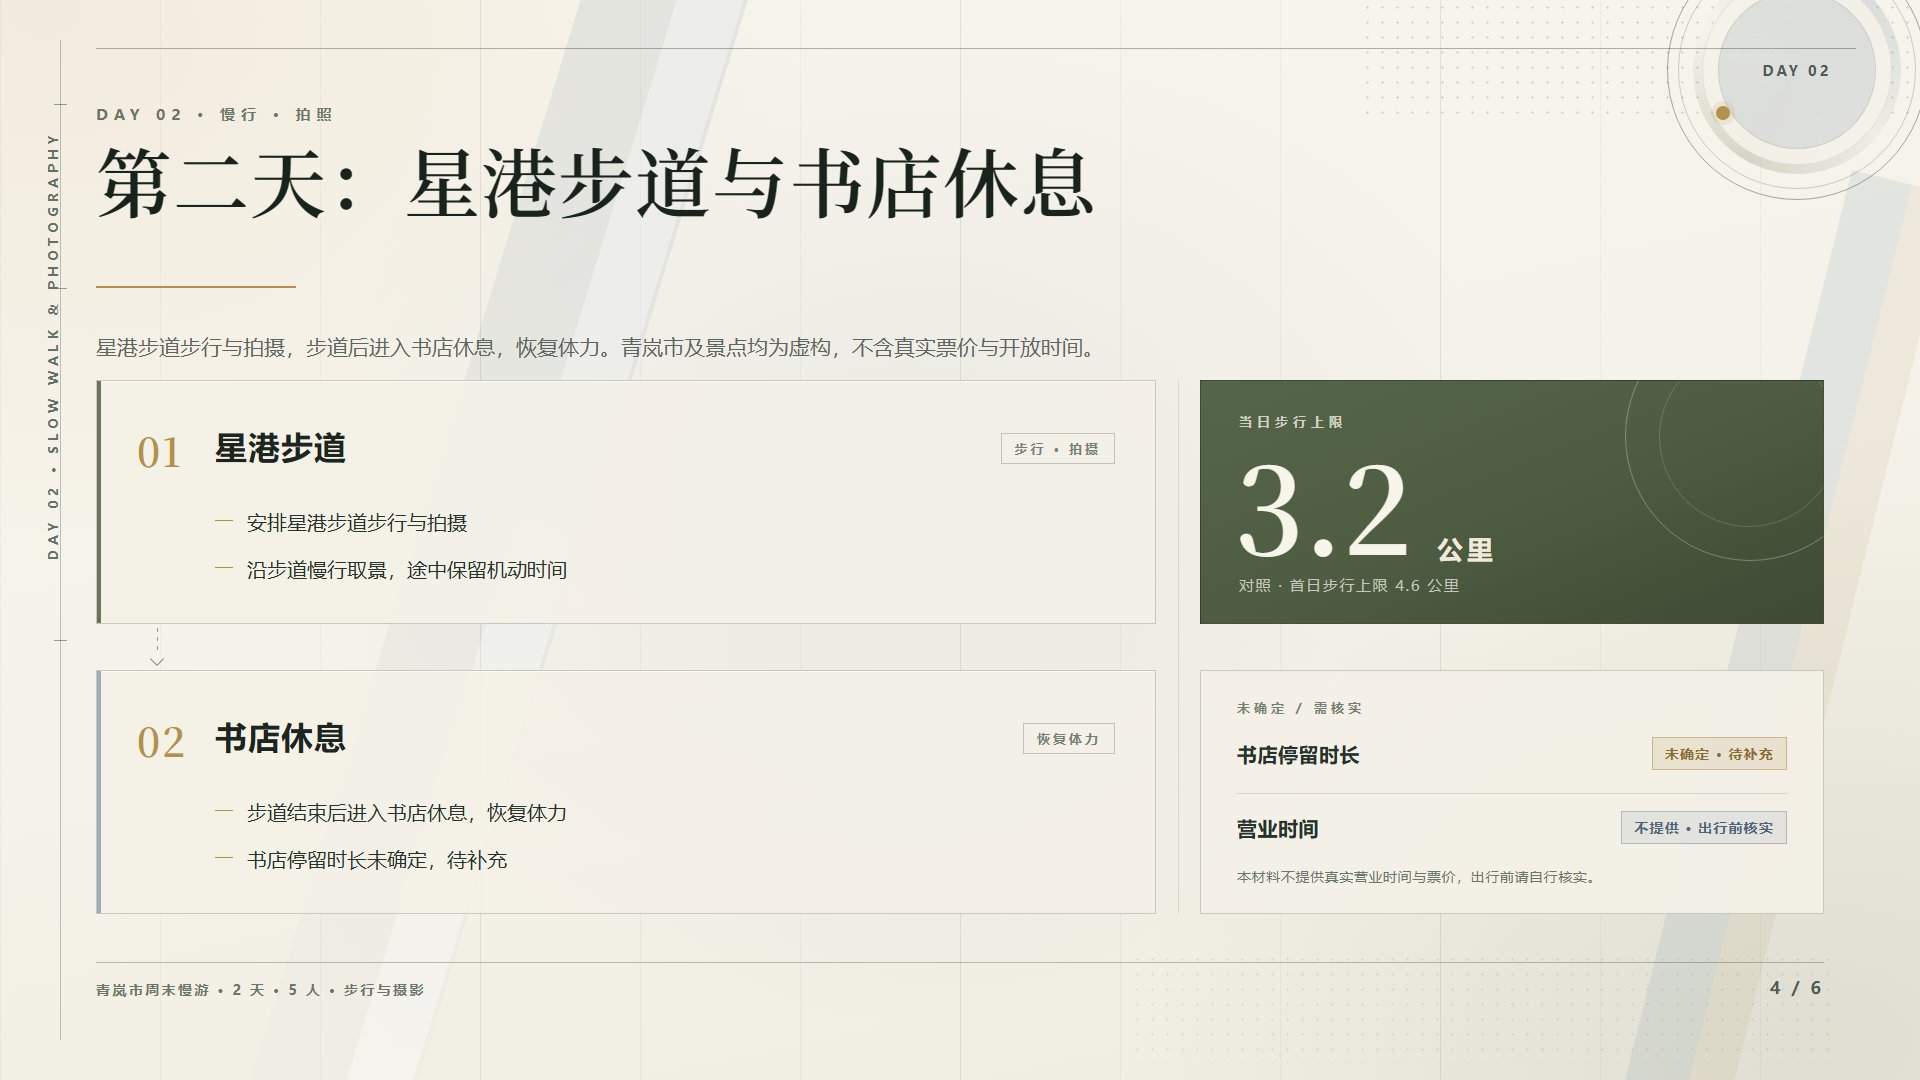 DAY 02
DAY 02 • 慢行 • 拍照
第二天：星港步道与书店休息
DAY 02 • SLOW WALK & PHOTOGRAPHY
星港步道步行与拍摄，步道后进入书店休息，恢复体力。青岚市及景点均为虚构，不含真实票价与开放时间。
01 星港步道
步行 • 拍摄
安排星港步道步行与拍摄
沿步道慢行取景，途中保留机动时间
当日步行上限
3.2 公里
对照 · 首日步行上限 4.6 公里
02 书店休息
恢复体力
步道结束后进入书店休息，恢复体力
书店停留时长未确定，待补充
未确定 / 需核实
书店停留时长
未确定 • 待补充
营业时间
不提供 • 出行前核实
本材料不提供真实营业时间与票价，出行前请自行核实。
青岚市周末慢游 • 2 天 • 5 人 • 步行与摄影
4 / 6